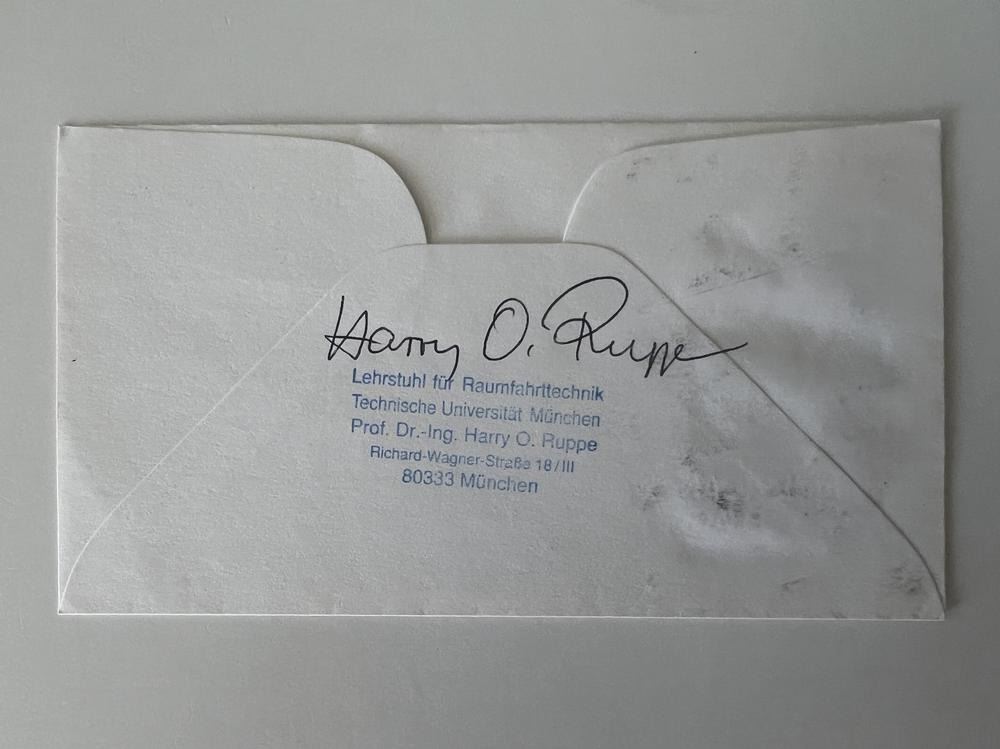 Harry O. Ruppe
Lehrstuhl für Raumfahrttechnik
Technische Universität München
Prof. Dr.-Ing. Harry O. Ruppe
Richard-Wagner-Straße 18/III
80333 München